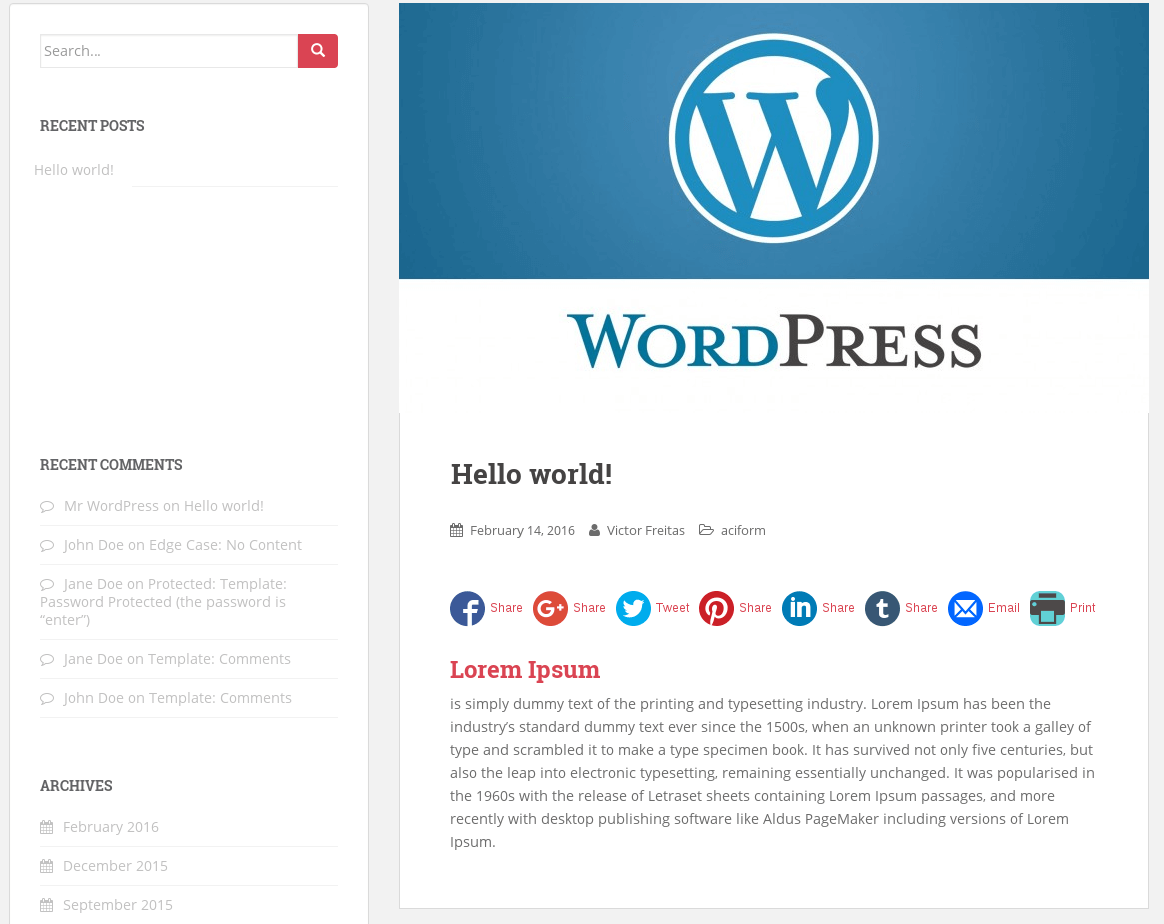 Search...
RECENT POSTS
Hello world!
RECENT COMMENTS
Mr WordPress on Hello world!
John Doe on Edge Case: No Content
Jane Doe on Protected: Template:
Password Protected (the password is
“enter”)
Jane Doe on Template: Comments
John Doe on Template: Comments
ARCHIVES
February 2016
December 2015
September 2015
W
WORDPRESS
Hello world!
February 14, 2016 Victor Freitas aciform
Share Share Tweet Share Share Share Email Print
Lorem Ipsum
is simply dummy text of the printing and typesetting industry. Lorem Ipsum has been the
industry’s standard dummy text ever since the 1500s, when an unknown printer took a galley of
type and scrambled it to make a type specimen book. It has survived not only five centuries, but
also the leap into electronic typesetting, remaining essentially unchanged. It was popularised in
the 1960s with the release of Letraset sheets containing Lorem Ipsum passages, and more
recently with desktop publishing software like Aldus PageMaker including versions of Lorem
Ipsum.